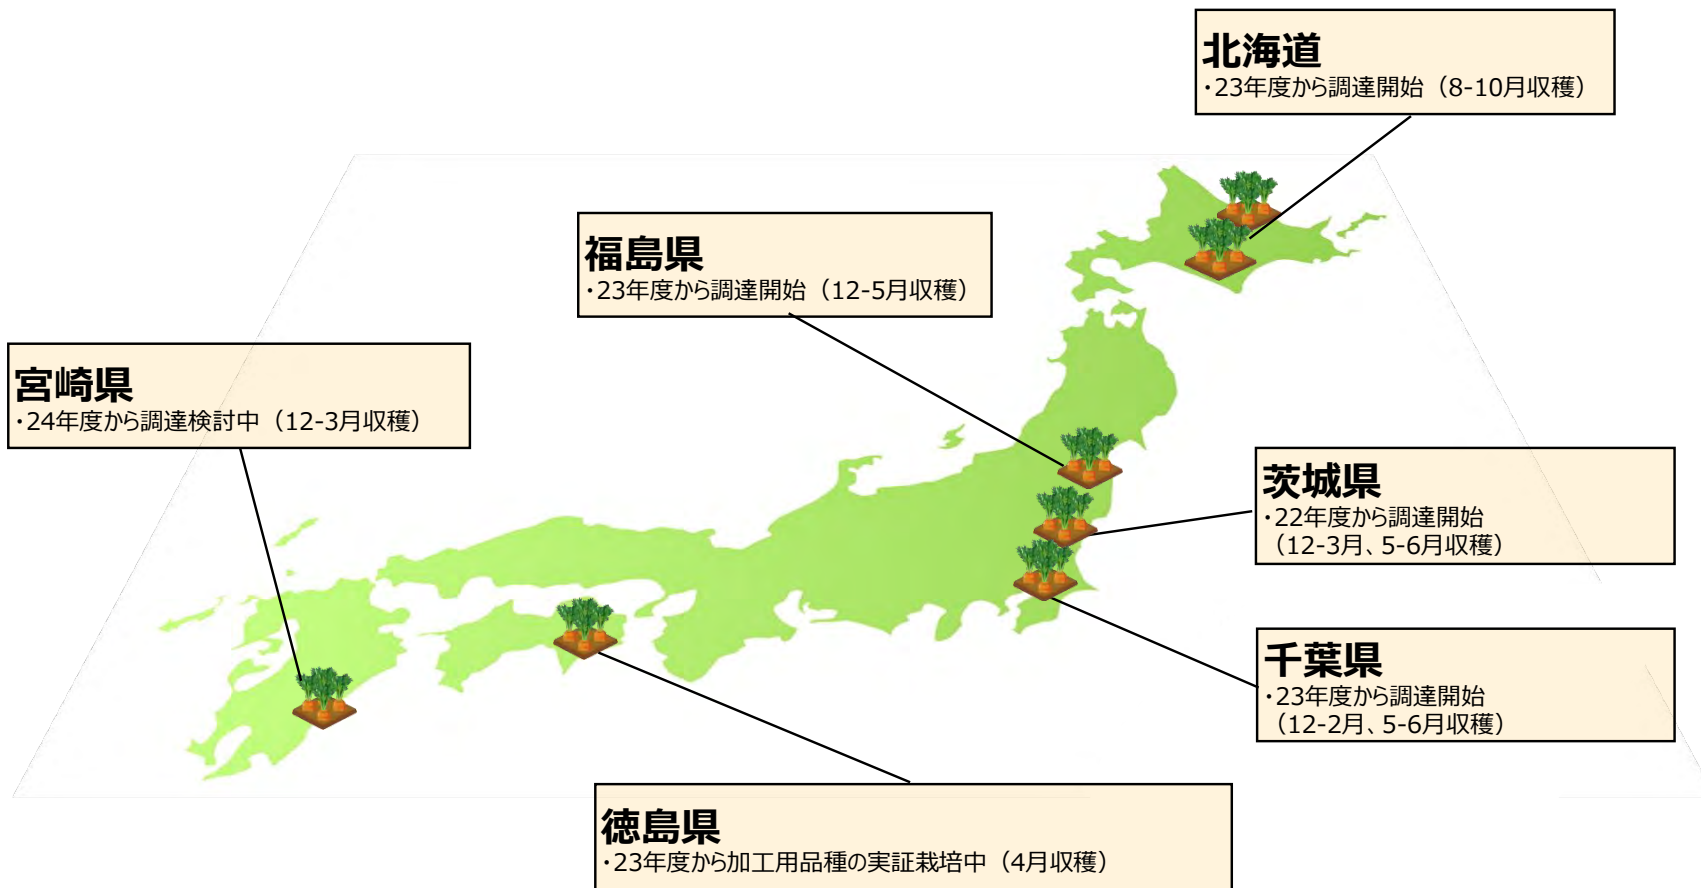 北海道
・23年度から調達開始（8-10月収穫）
福島県
・23年度から調達開始（12-5月収穫）
宮崎県
・24年度から調達検討中（12-3月収穫）
茨城県
・22年度から調達開始
（12-3月、5-6月収穫）
千葉県
・23年度から調達開始
（12-2月、5-6月収穫）
徳島県
・23年度から加工用品種の実証栽培中（4月収穫）